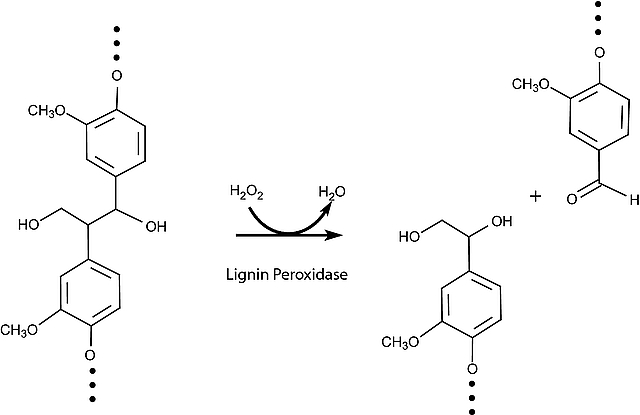 O
CH₃O
HO
OH
CH₃O
O
H₂O₂
H₂O
Lignin Peroxidase
HO
OH
CH₃O
O
+
O
CH₃O
O
H